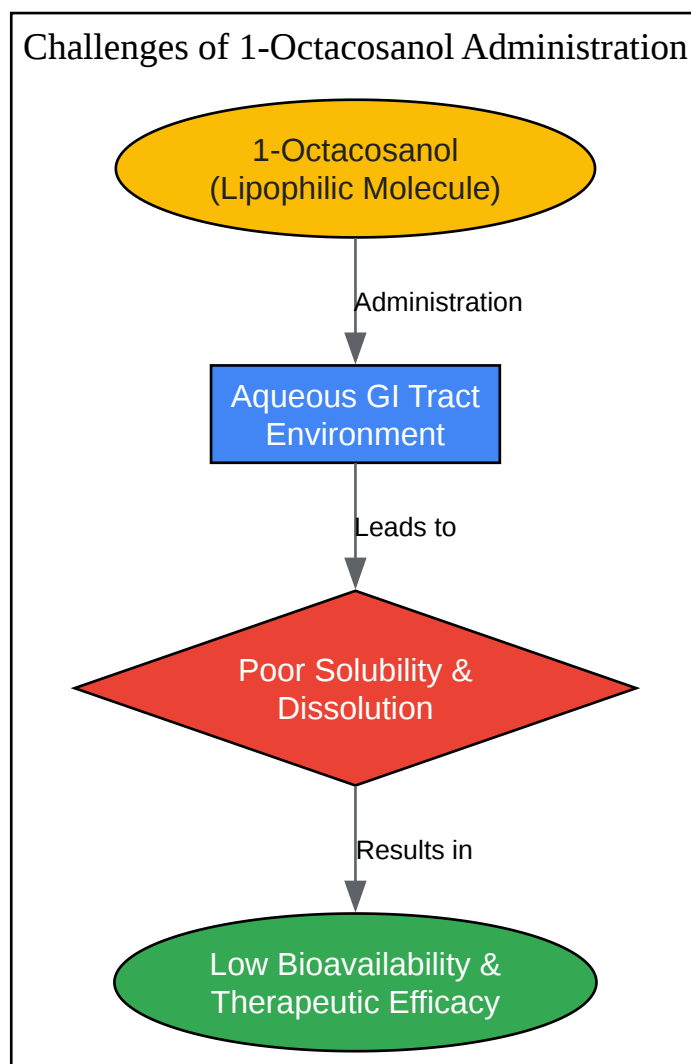 Challenges of 1-Octacosanol Administration
1-Octacosanol
(Lipophilic Molecule)
Administration
Aqueous GI Tract
Environment
Leads to
Poor Solubility &
Dissolution
Results in
Low Bioavailability &
Therapeutic Efficacy